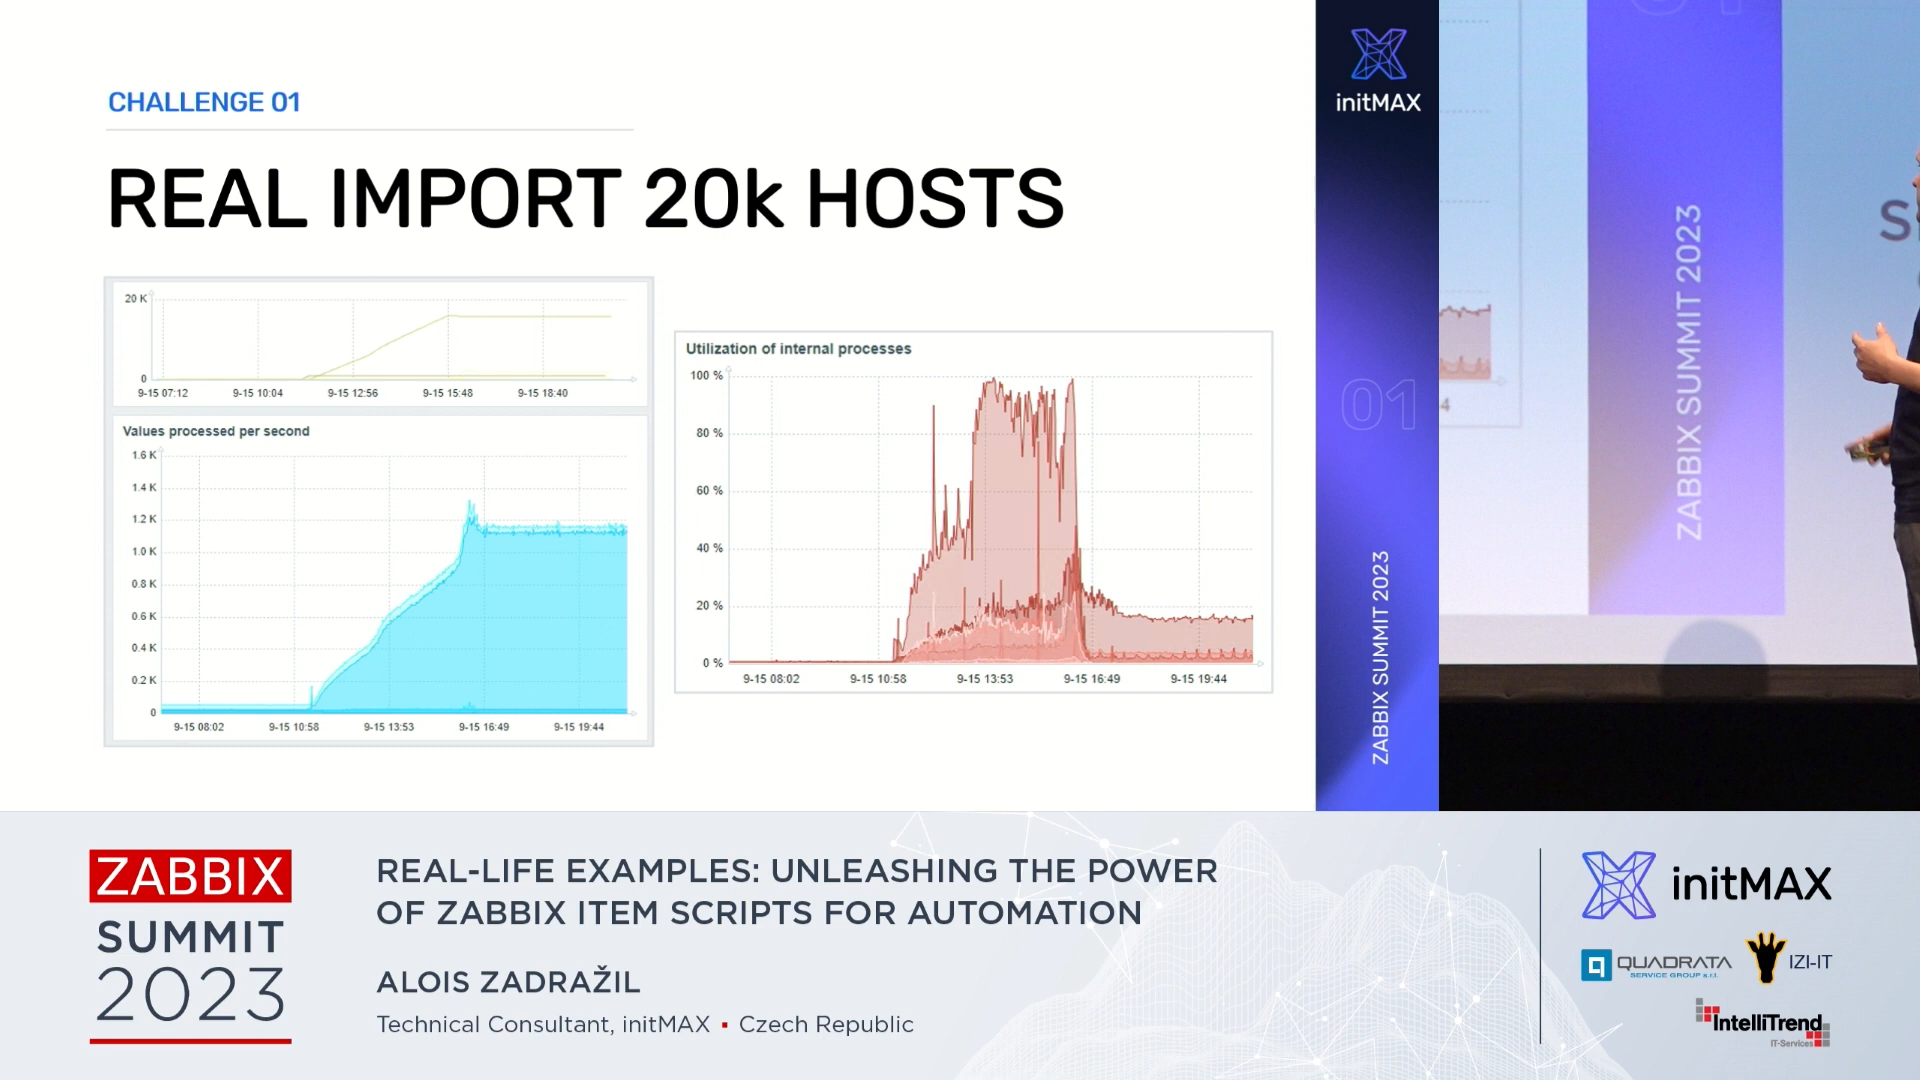 CHALLENGE 01
REAL IMPORT 20k HOSTS
20 K
0
9-15 07:12 9-15 10:04 9-15 12:56 9-15 15:48 9-15 18:40
Values processed per second
1.6 K
1.4 K
1.2 K
1.0 K
0.8 K
0.6 K
0.4 K
0.2 K
0
9-15 08:02 9-15 10:58 9-15 13:53 9-15 16:49 9-15 19:44
Utilization of internal processes
100 %
80 %
60 %
40 %
20 %
0 %
9-15 08:02 9-15 10:58 9-15 13:53 9-15 16:49 9-15 19:44
initMAX
01
ZABBIX SUMMIT 2023
4
ZABBIX SUMMIT 2023
S
ZABBIX
SUMMIT
2023
REAL-LIFE EXAMPLES: UNLEASHING THE POWER
OF ZABBIX ITEM SCRIPTS FOR AUTOMATION
ALOIS ZADRAŽIL
Technical Consultant, initMAX ▪ Czech Republic
initMAX
QUADRATA
SERVICE GROUP s.r.l.
IZI-IT
IntelliTrend
IT-Services